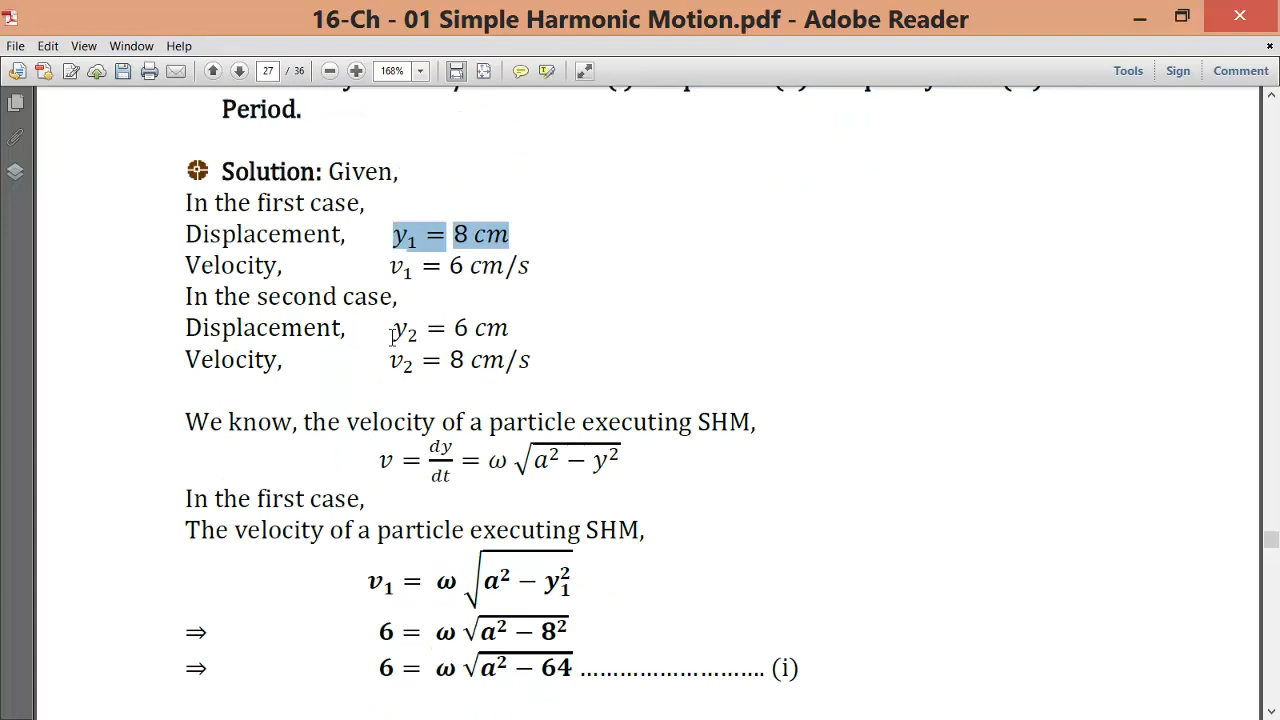 16-Ch - 01 Simple Harmonic Motion.pdf - Adobe Reader
File Edit View Window Help
27 / 36 168% Tools Sign Comment
Period.
Solution: Given,
In the first case,
Displacement, y₁ = 8 cm
Velocity, v₁ = 6 cm/s
In the second case,
Displacement, y₂ = 6 cm
Velocity, v₂ = 8 cm/s
We know, the velocity of a particle executing SHM,
v = dy/dt = ω √(a² − y²)
In the first case,
The velocity of a particle executing SHM,
v₁ = ω √(a² − y₁²)
⇒ 6 = ω √(a² − 8²)
⇒ 6 = ω √(a² − 64) ………………………. (i)